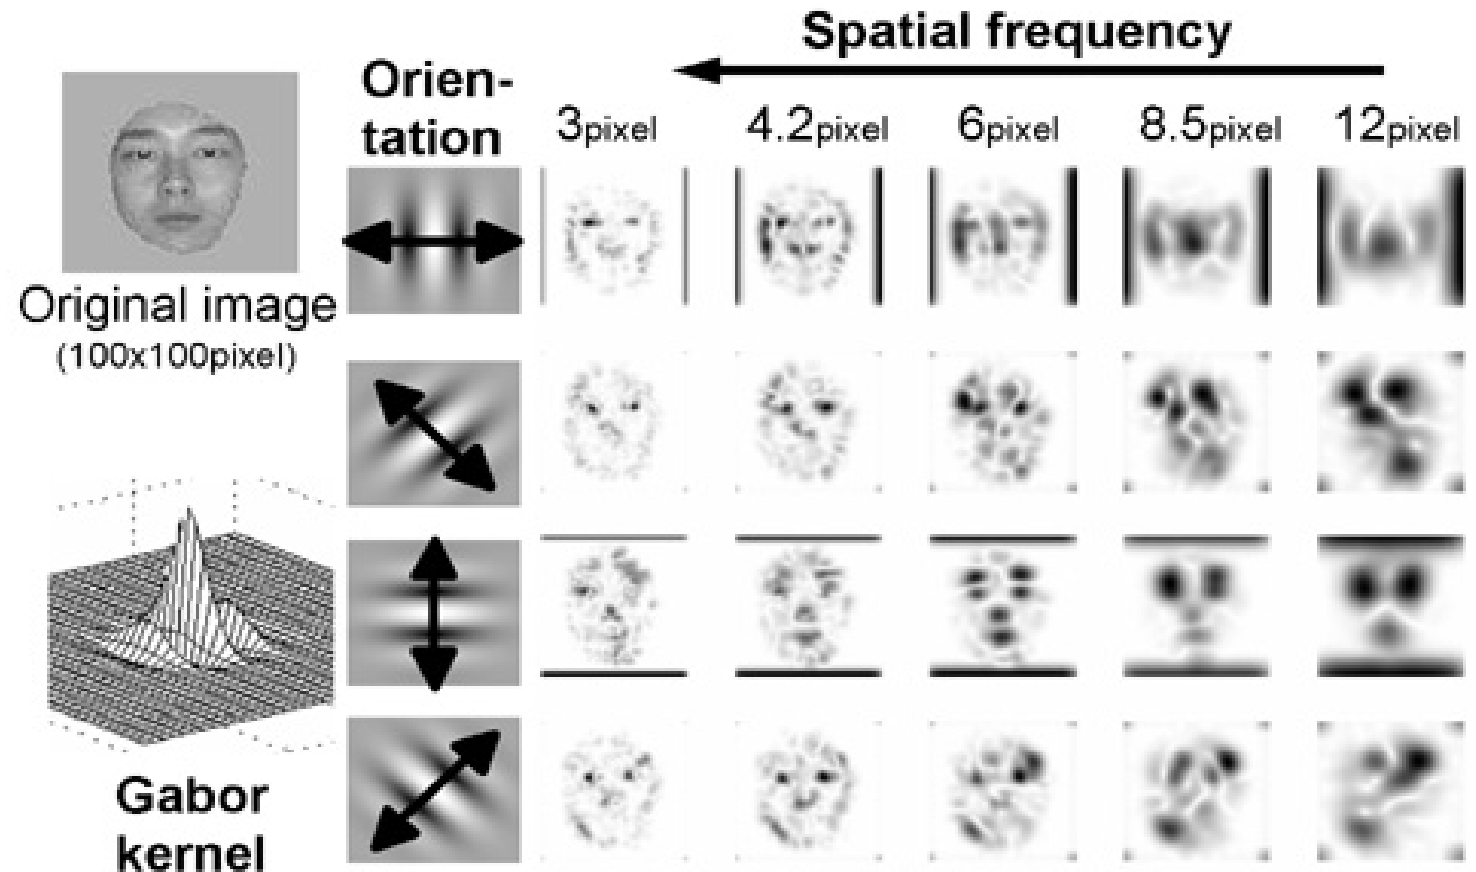 Spatial frequency
Orien-
tation
3pixel
4.2pixel
6pixel
8.5pixel
12pixel
Original image
(100x100pixel)
Gabor
kernel